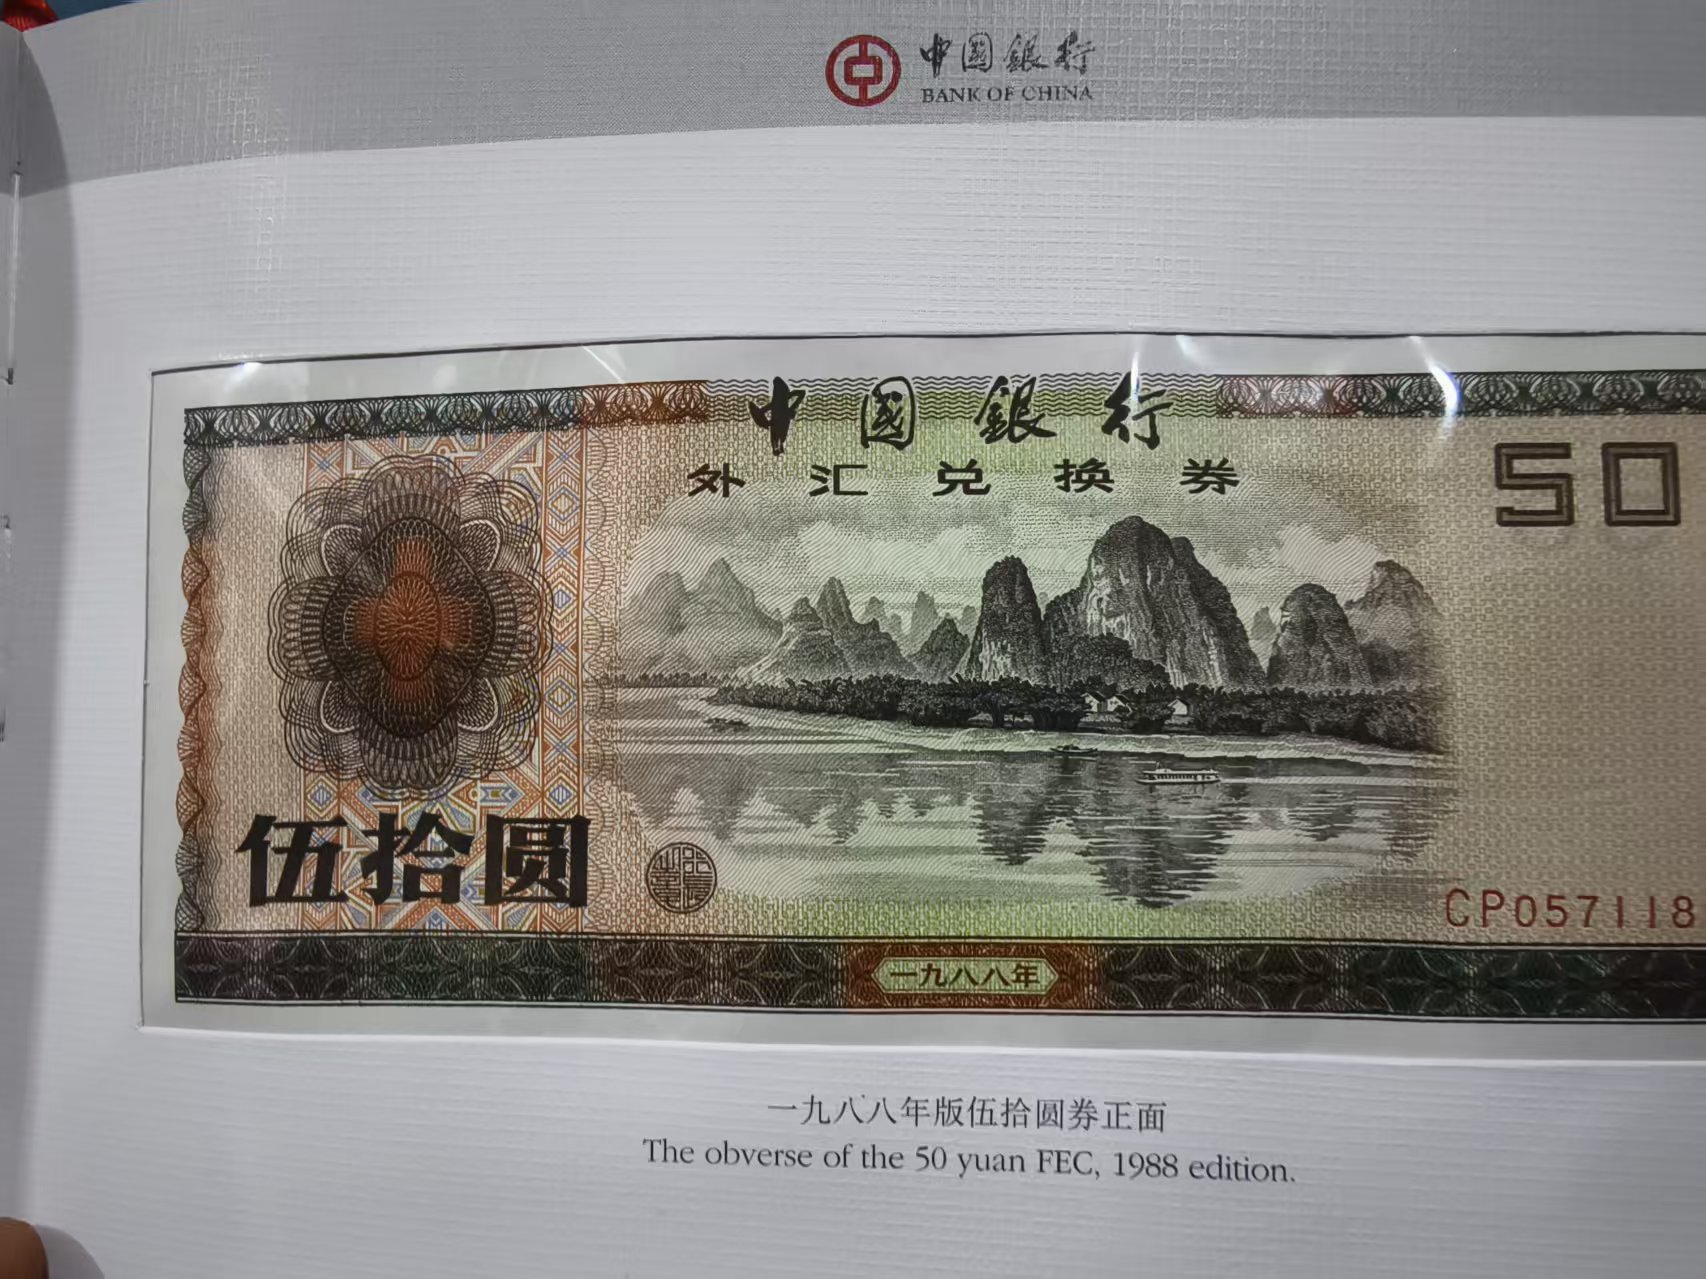 中國銀行
BANK OF CHINA
中國銀行
外汇兑换券
50
伍拾圆
CP057118
一九八八年
一九八八年版伍拾圆券正面
The obverse of the 50 yuan FEC, 1988 edition.